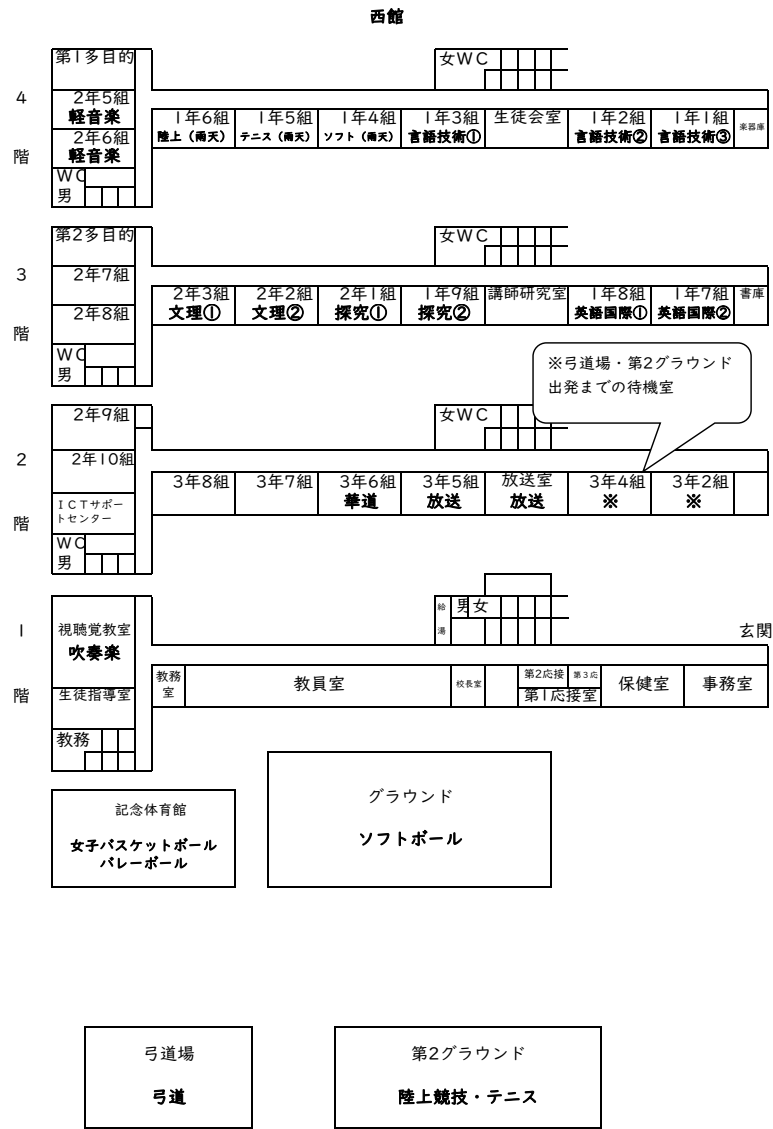 西館
第1多目的
女WC
4
階
2年5組
軽音楽
2年6組
軽音楽
WC
男
1年6組
陸上（雨天）
1年5組
テニス（雨天）
1年4組
ソフト（雨天）
1年3組
言語技術①
生徒会室
1年2組
言語技術②
1年1組
言語技術③
楽器庫
第2多目的
女WC
3
階
2年7組
2年8組
WC
男
2年3組
文理①
2年2組
文理②
2年1組
探究①
1年9組
探究②
講師研究室
1年8組
英語国際①
1年7組
英語国際②
書庫
※弓道場・第2グラウンド
出発までの待機室
2年9組
女WC
2
階
2年10組
ICTサポー
トセンター
WC
男
3年8組
3年7組
3年6組
華道
3年5組
放送
放送室
放送
3年4組
※
3年2組
※
1
階
視聴覚教室
吹奏楽
生徒指導室
教務
給
湯
男
女
玄関
教務
室
教員室
校長室
第2応接
第3応
第1応接室
保健室
事務室
記念体育館
女子バスケットボール
バレーボール
グラウンド
ソフトボール
弓道場
弓道
第2グラウンド
陸上競技・テニス